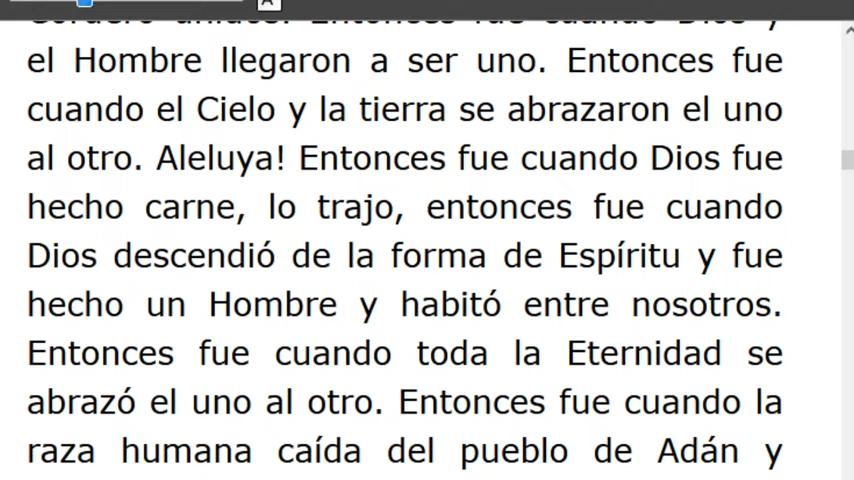 el Hombre llegaron a ser uno. Entonces fue
cuando el Cielo y la tierra se abrazaron el uno
al otro. Aleluya! Entonces fue cuando Dios fue
hecho carne, lo trajo, entonces fue cuando
Dios descendió de la forma de Espíritu y fue
hecho un Hombre y habitó entre nosotros.
Entonces fue cuando toda la Eternidad se
abrazó el uno al otro. Entonces fue cuando la
raza humana caída del pueblo de Adán y